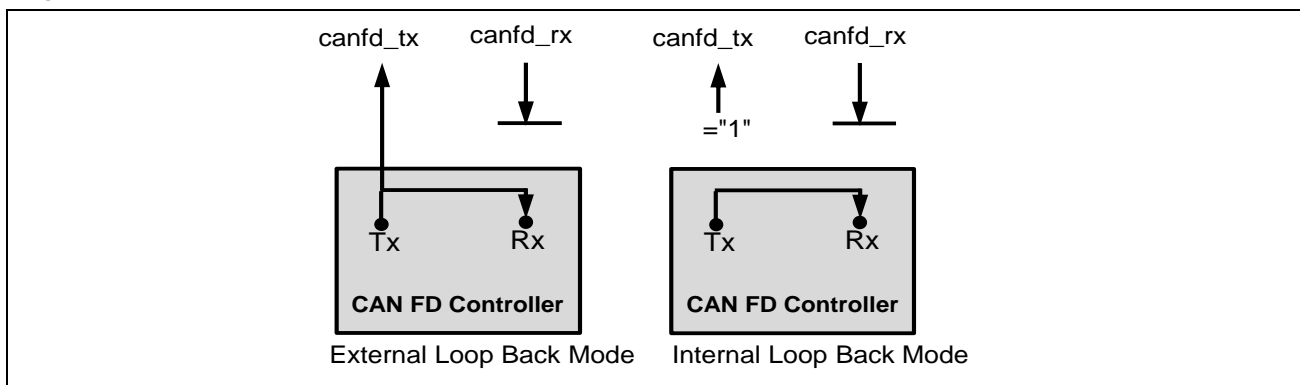 canfd_tx canfd_rx canfd_tx canfd_rx
="1"
Tx Rx Tx Rx
CAN FD Controller CAN FD Controller
External Loop Back Mode Internal Loop Back Mode